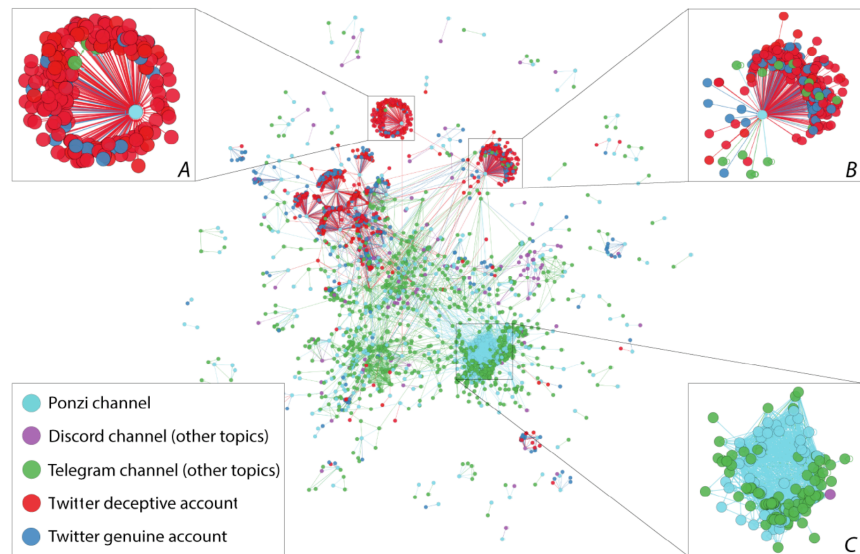 A
B
Ponzi channel
Discord channel (other topics)
Telegram channel (other topics)
Twitter deceptive account
Twitter genuine account
C